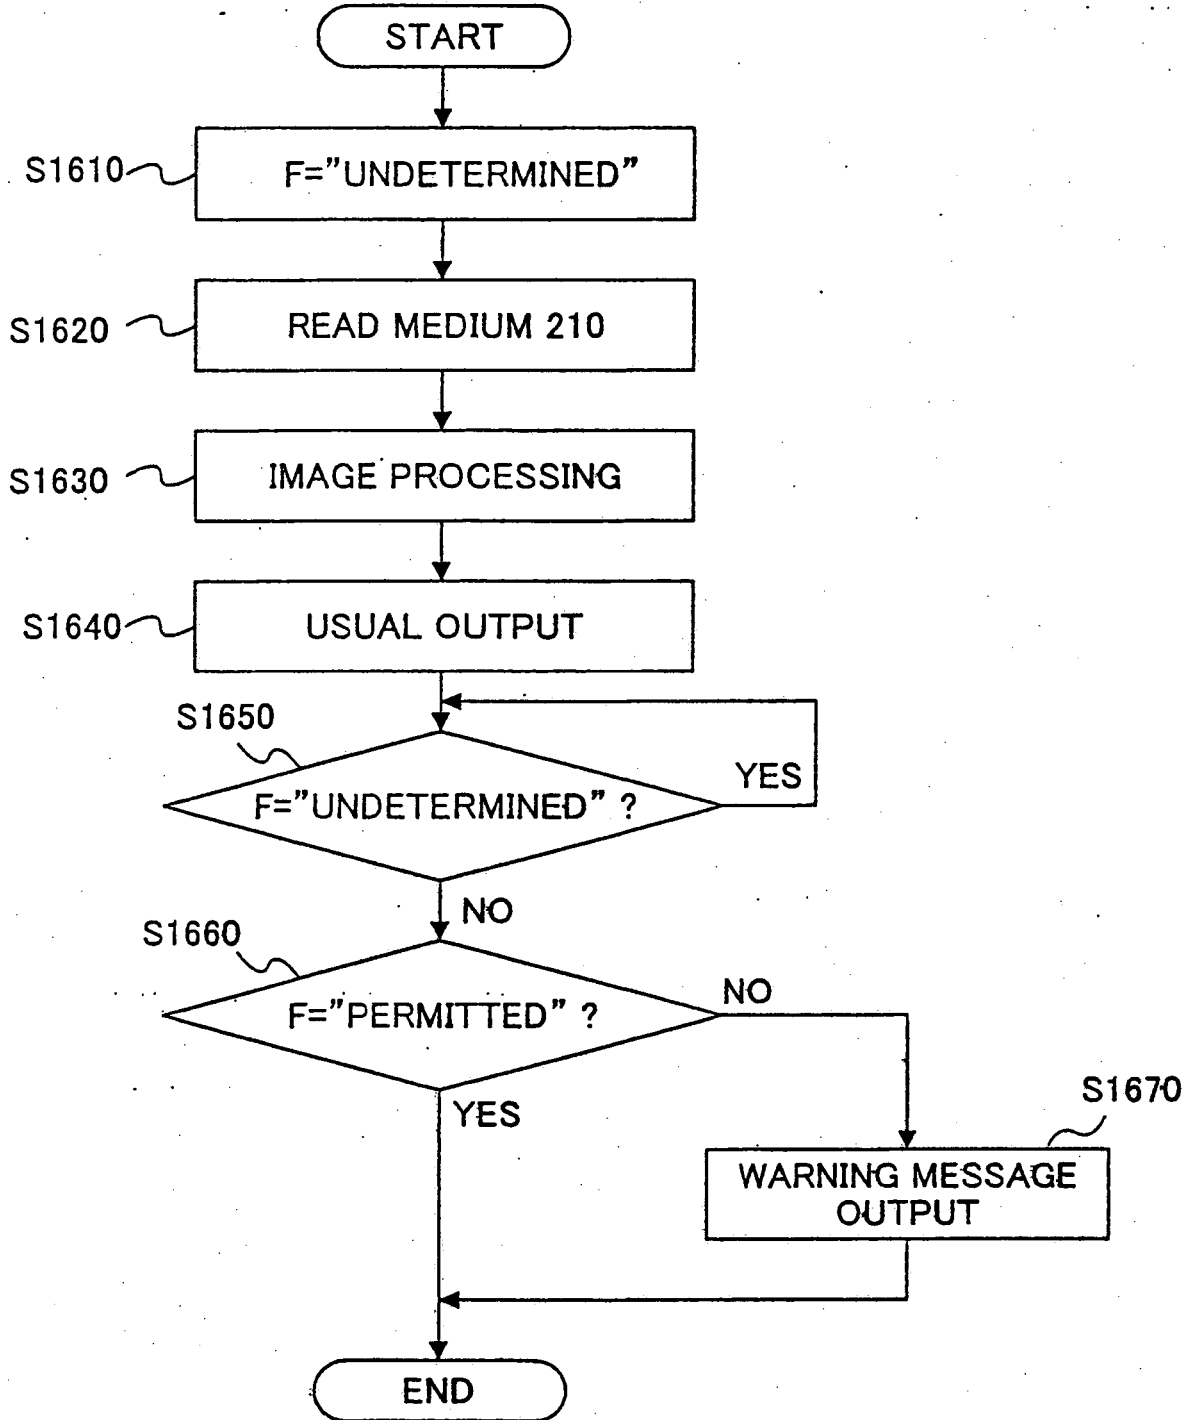 START
S1610
F="UNDETERMINED"
S1620
READ MEDIUM 210
S1630
IMAGE PROCESSING
S1640
USUAL OUTPUT
S1650
F="UNDETERMINED" ?
YES
NO
S1660
F="PERMITTED" ?
NO
YES
S1670
WARNING MESSAGE
OUTPUT
END